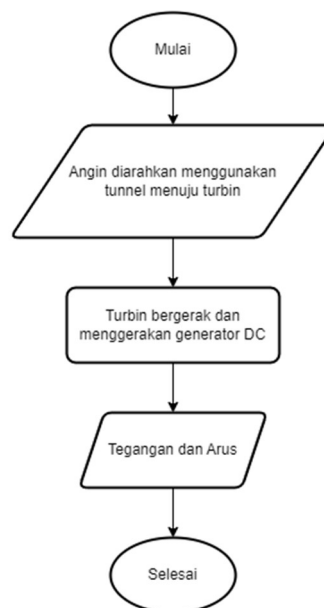 Mulai
Angin diarahkan menggunakan
tunnel menuju turbin
Turbin bergerak dan
menggerakan generator DC
Tegangan dan Arus
Selesai